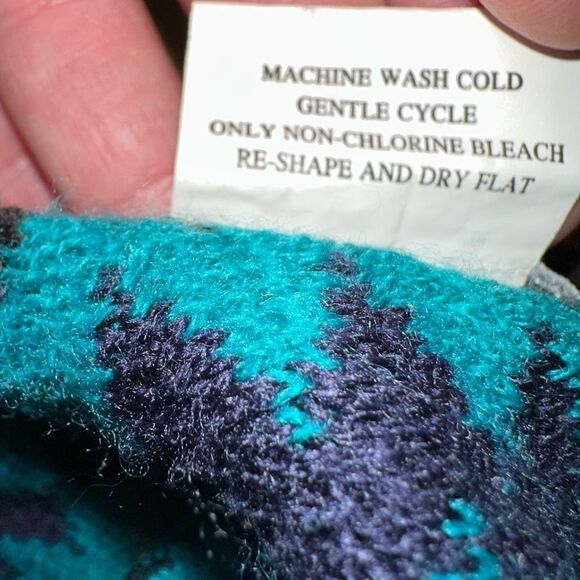 MACHINE WASH COLD
GENTLE CYCLE
ONLY NON-CHLORINE BLEACH
RE-SHAPE AND DRY FLAT